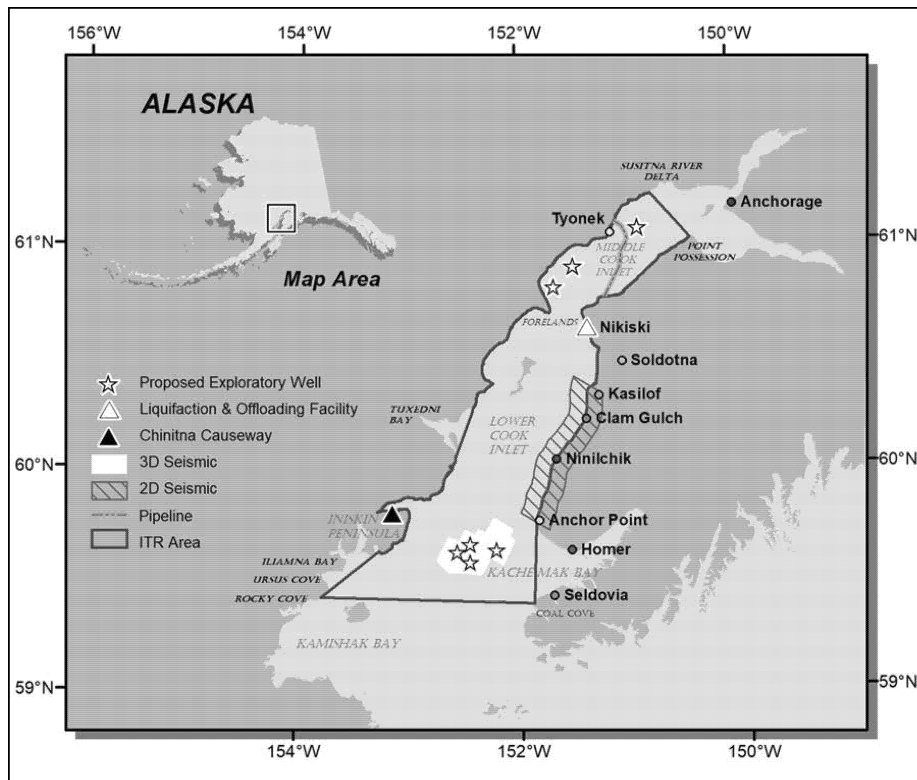 156°W 154°W 152°W 150°W
ALASKA
Map Area
SUSITNA RIVER
DELTA
Anchorage
Tyonek
61°N 61°N
MIDDLE
COOK
INLET
POINT
POSSESSION
FORELANDS
Nikiski
Soldotna
Kasilof
Clam Gulch
TUXEDNI
BAY
LOWER
COOK
INLET
60°N 60°N
Ninilchik
Anchor Point
INISKIN
PENINSULA
Homer
ILIAMNA BAY
KACHEMAK BAY
URSUS COVE
Seldovia
ROCKY COVE
COAL COVE
KAMISHAK BAY
59°N 59°N
Proposed Exploratory Well
Liquifaction & Offloading Facility
Chinitna Causeway
3D Seismic
2D Seismic
Pipeline
ITR Area
154°W 152°W 150°W